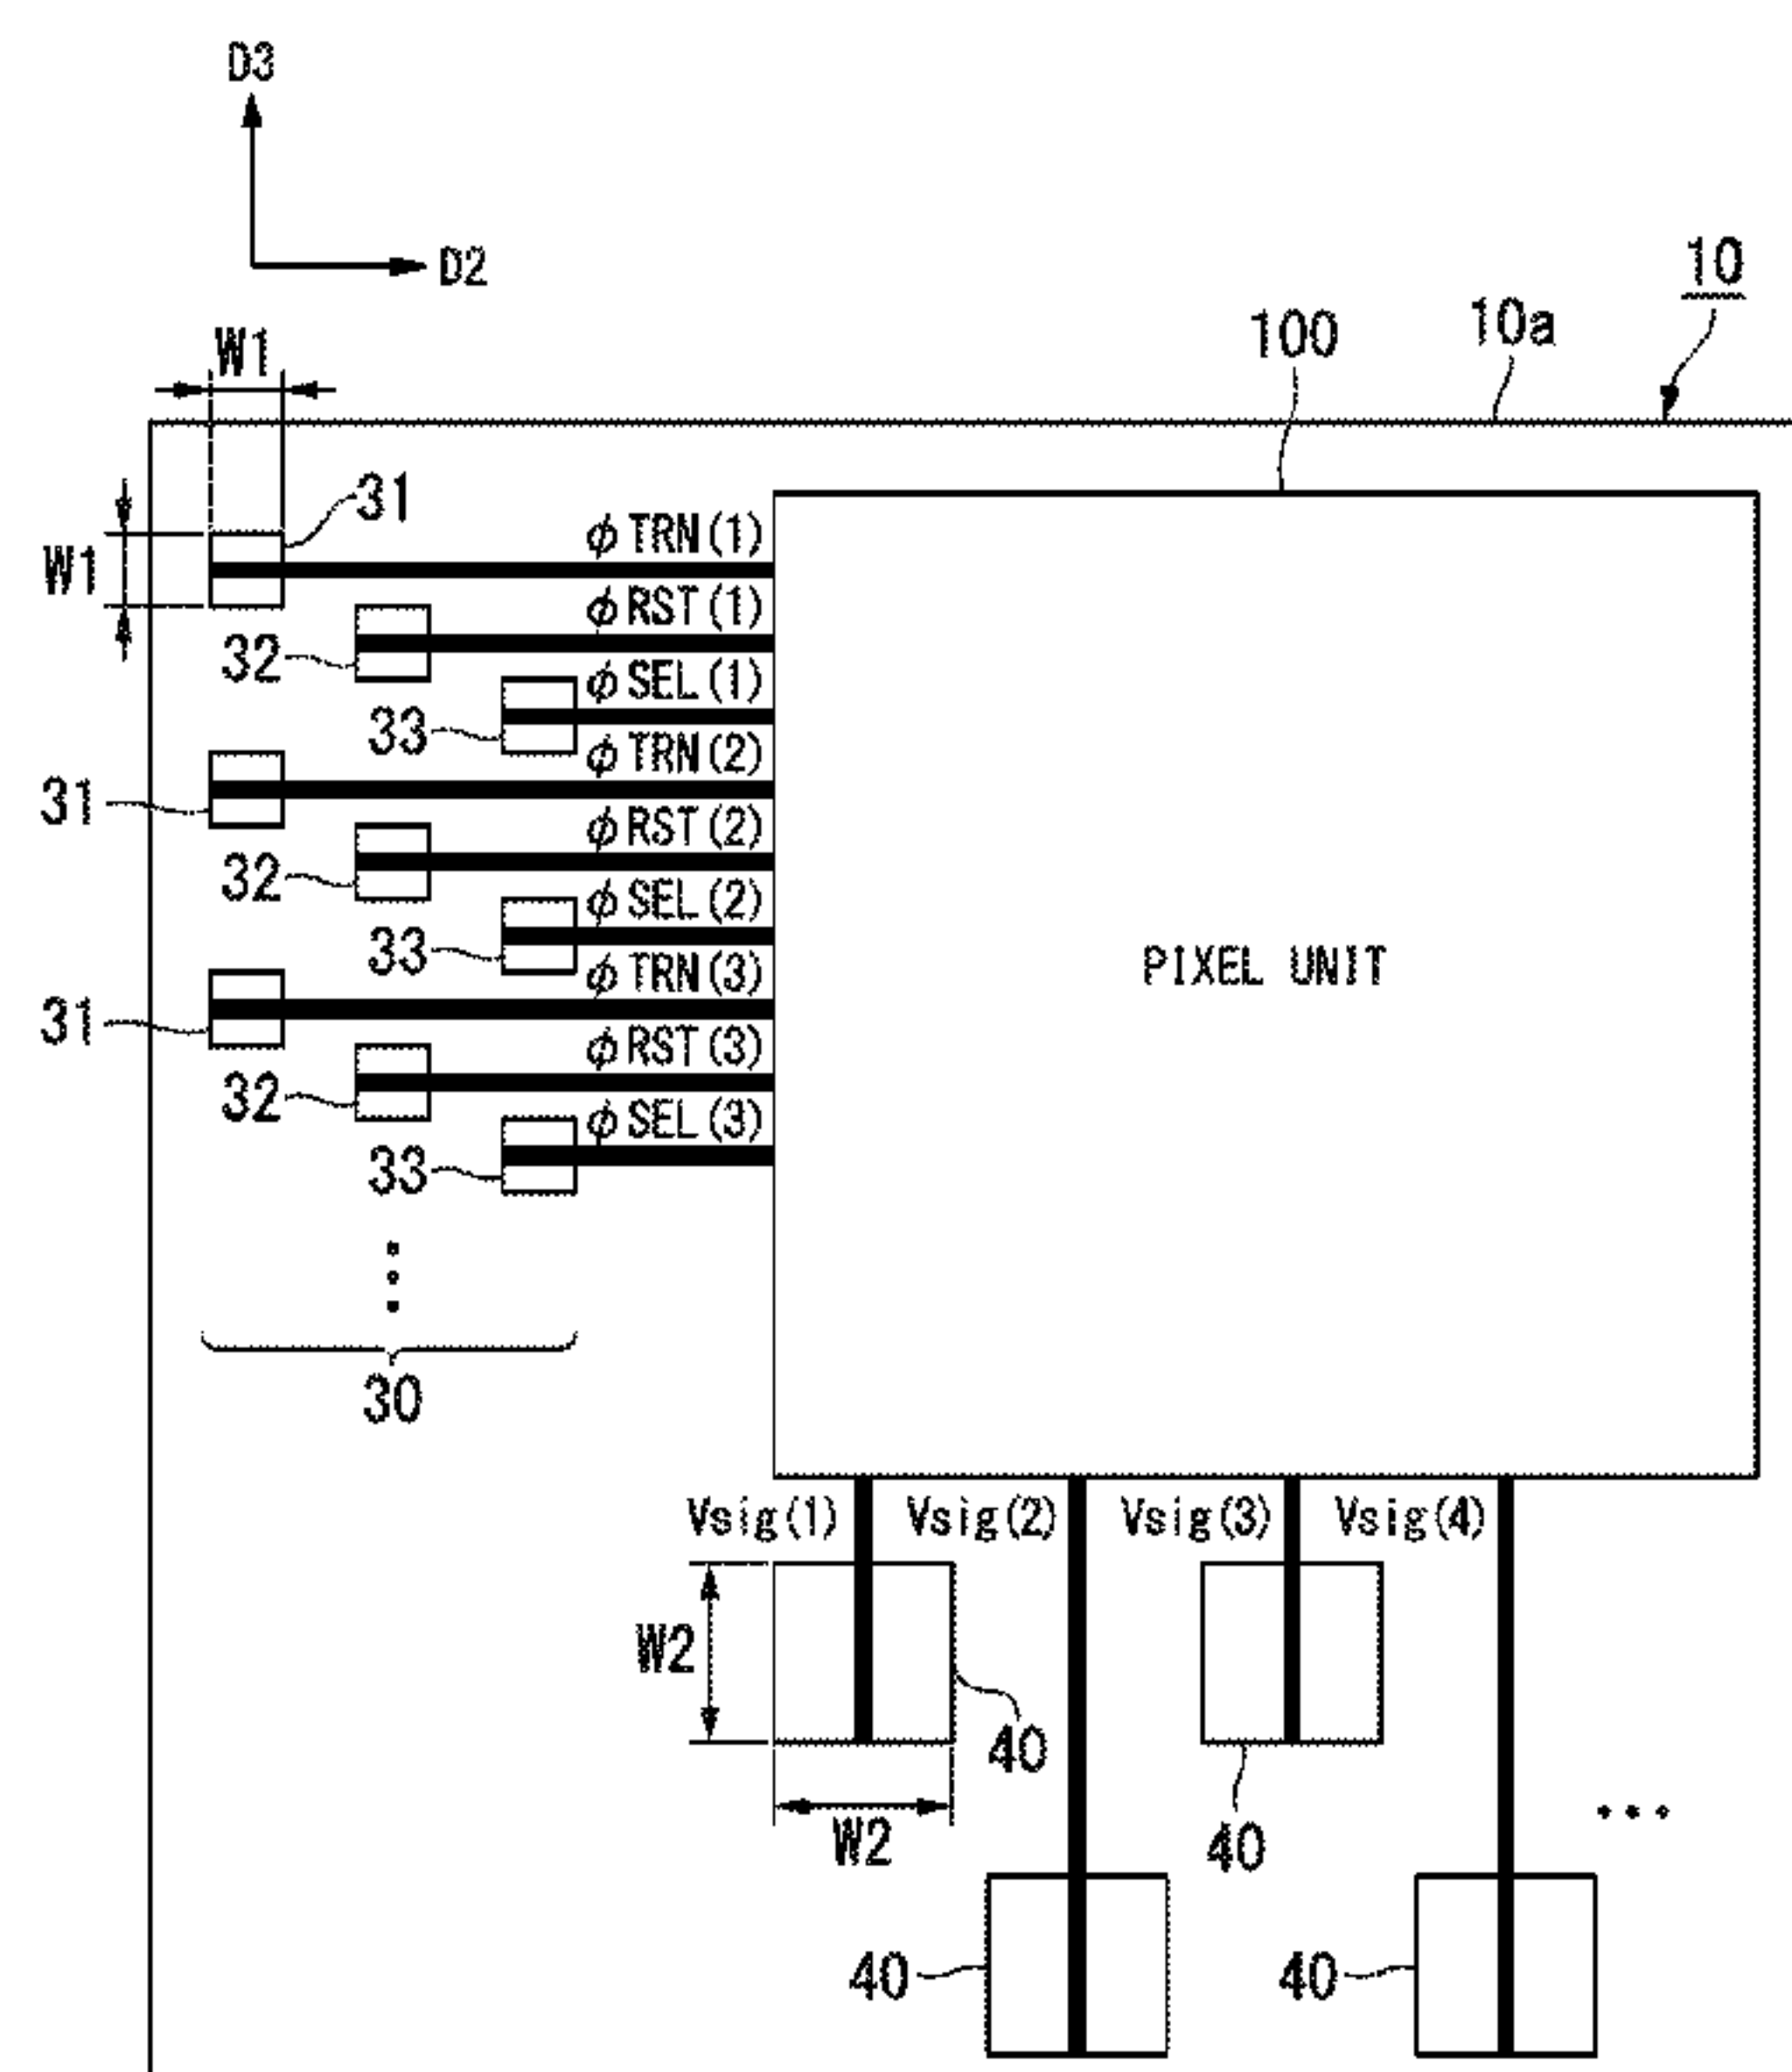 D3
D2
10
10a
100
W1
31
W1
φTRN(1)
φRST(1)
32
φSEL(1)
33
φTRN(2)
31
φRST(2)
32
φSEL(2)
33
φTRN(3)
31
φRST(3)
32
φSEL(3)
33
PIXEL UNIT
30
Vsig(1) Vsig(2) Vsig(3) Vsig(4)
W2
40
40
W2
40
40